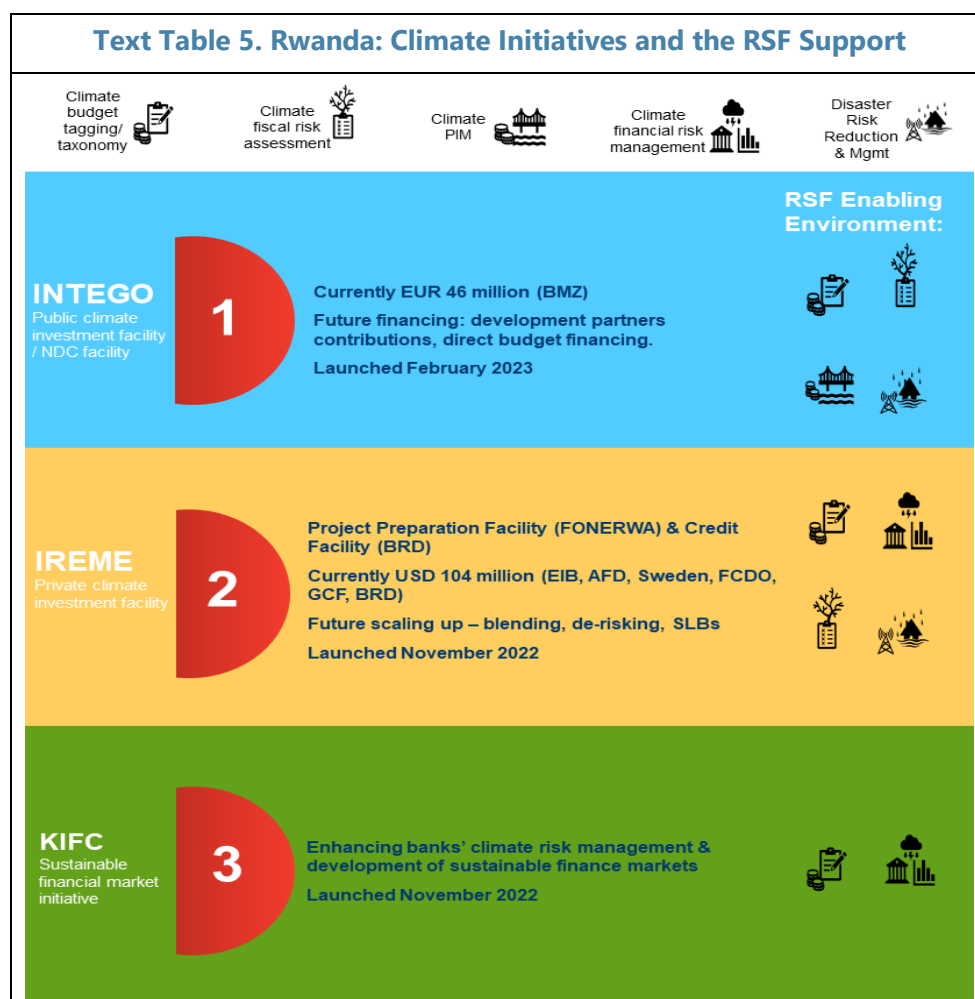 Text Table 5. Rwanda: Climate Initiatives and the RSF Support
Climate
budget
tagging/
taxonomy
Climate
fiscal risk
assessment
Climate
PIM
Climate
financial risk
management
Disaster
Risk
Reduction
& Mgmt
RSF Enabling
Environment:
INTEGO
Public climate
investment facility
/ NDC facility
1
Currently EUR 46 million (BMZ)
Future financing: development partners
contributions, direct budget financing.
Launched February 2023
IREME
Private climate
investment facility
2
Project Preparation Facility (FONERWA) & Credit
Facility (BRD)
Currently USD 104 million (EIB, AFD, Sweden, FCDO,
GCF, BRD)
Future scaling up – blending, de-risking, SLBs
Launched November 2022
KIFC
Sustainable
financial market
initiative
3
Enhancing banks’ climate risk management &
development of sustainable finance markets
Launched November 2022